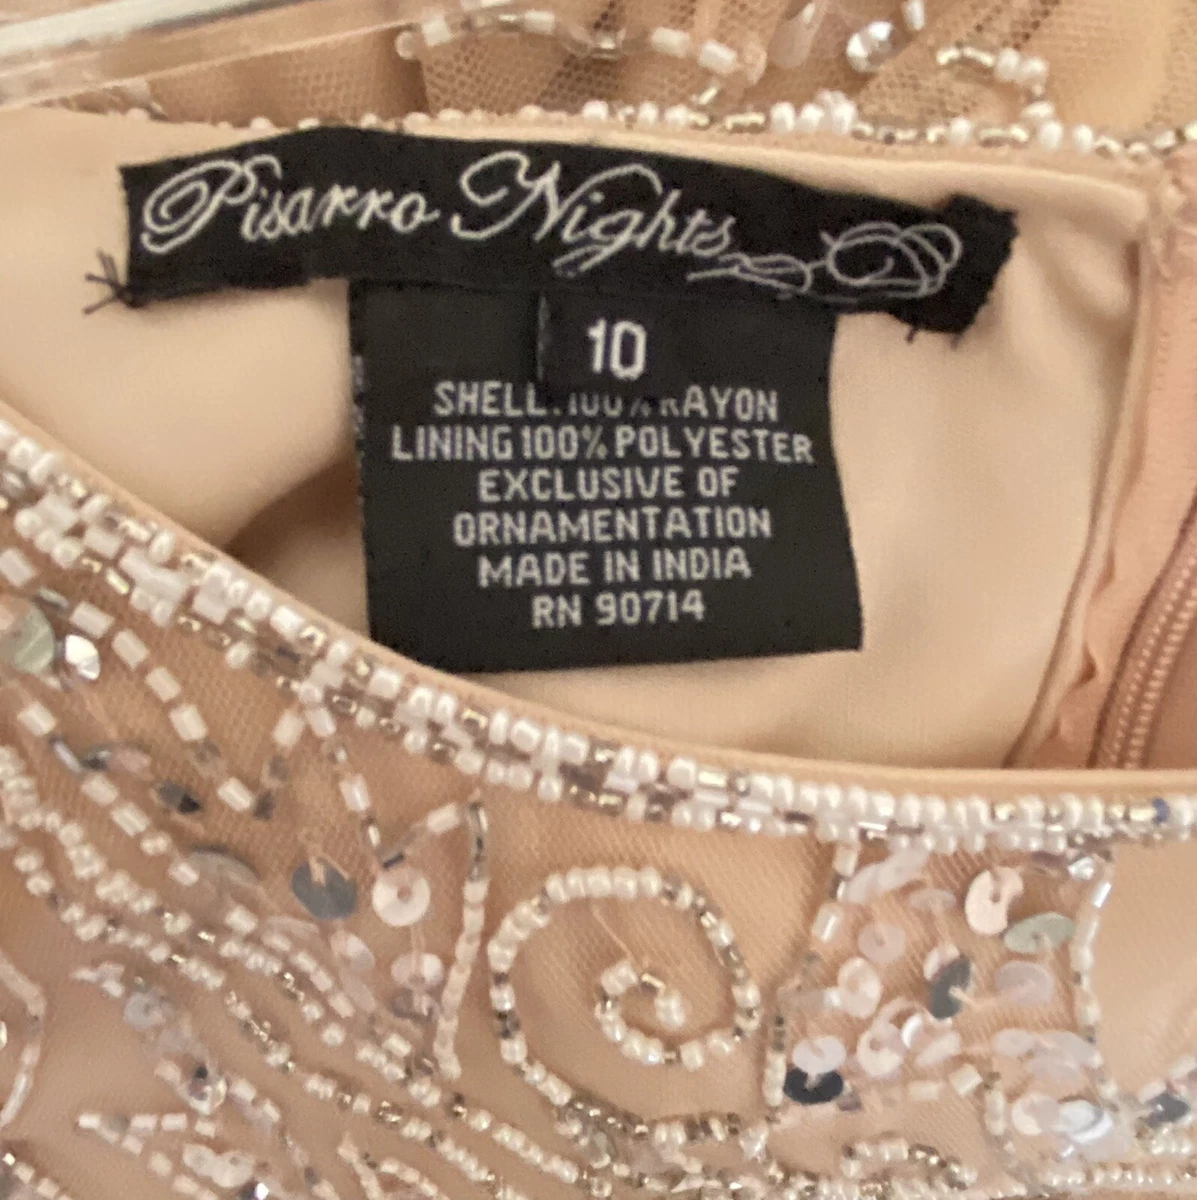 Pisarro Nights
10
SHELL:100% RAYON
LINING 100% POLYESTER
EXCLUSIVE OF
ORNAMENTATION
MADE IN INDIA
RN 90714